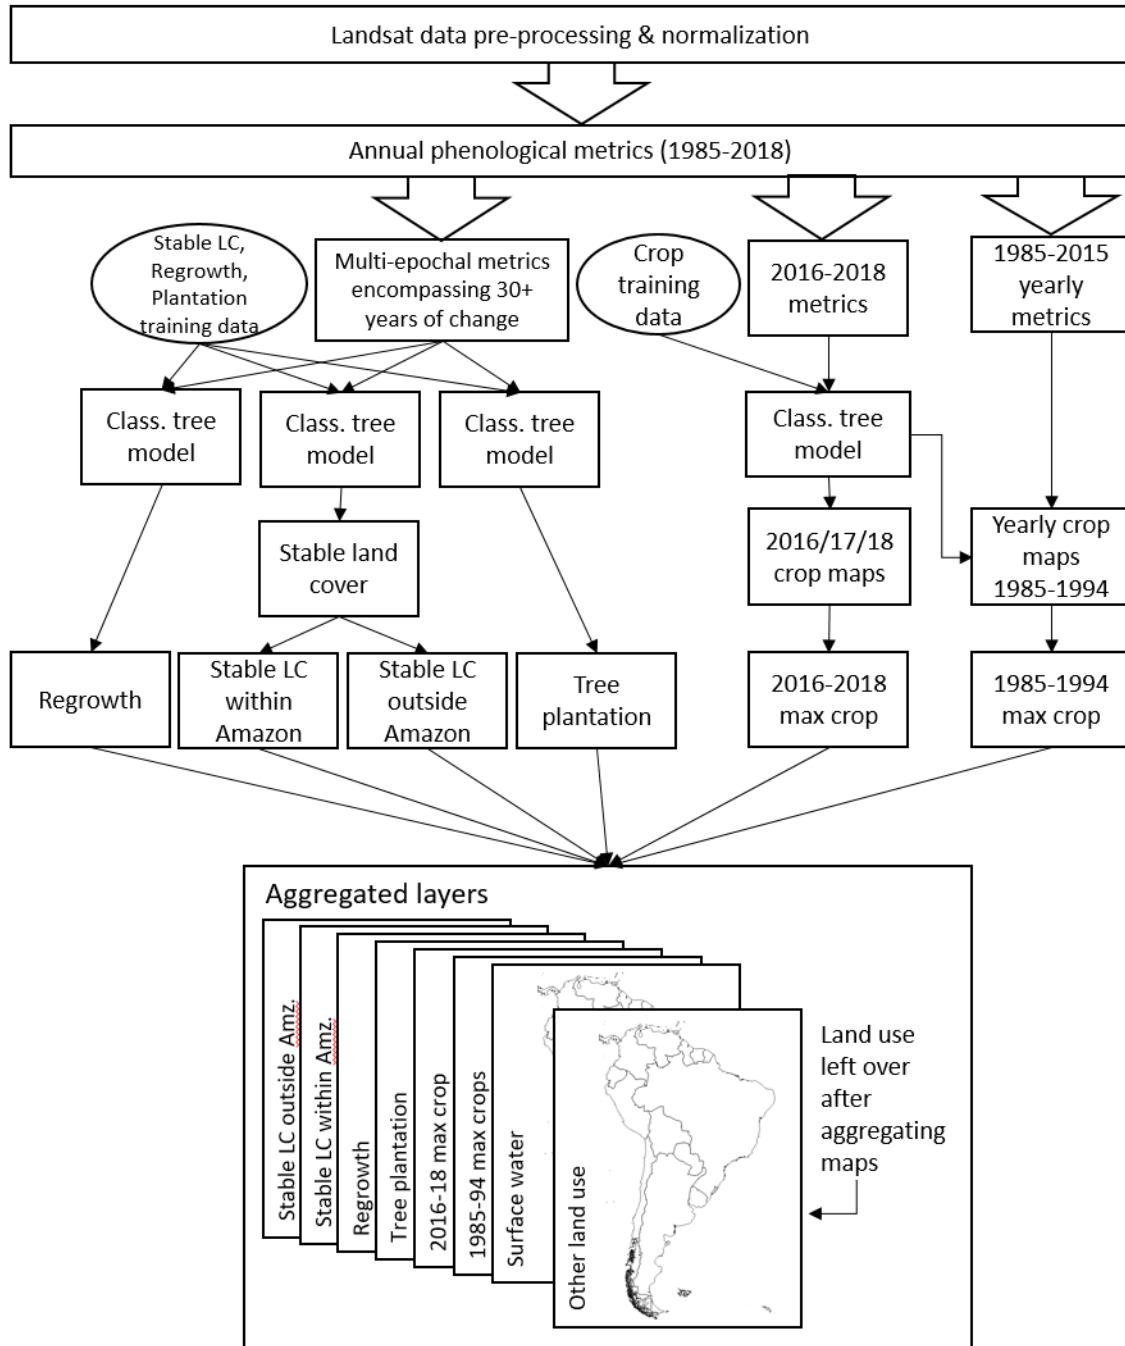 Landsat data pre-processing & normalization
Annual phenological metrics (1985-2018)
Stable LC,
Regrowth,
Plantation
training data
Multi-epochal metrics
encompassing 30+
years of change
Crop
training
data
2016-2018
metrics
1985-2015
yearly
metrics
Class. tree
model
Class. tree
model
Class. tree
model
Class. tree
model
Stable land
cover
2016/17/18
crop maps
Yearly crop
maps
1985-1994
Regrowth
Stable LC
within
Amazon
Stable LC
outside
Amazon
Tree
plantation
2016-2018
max crop
1985-1994
max crop
Aggregated layers
Stable LC outside Amz.
Stable LC within Amz.
Regrowth
Tree plantation
2016-18 max crop
1985-94 max crops
Surface water
Other land use
Land use
left over
after
aggregating
maps